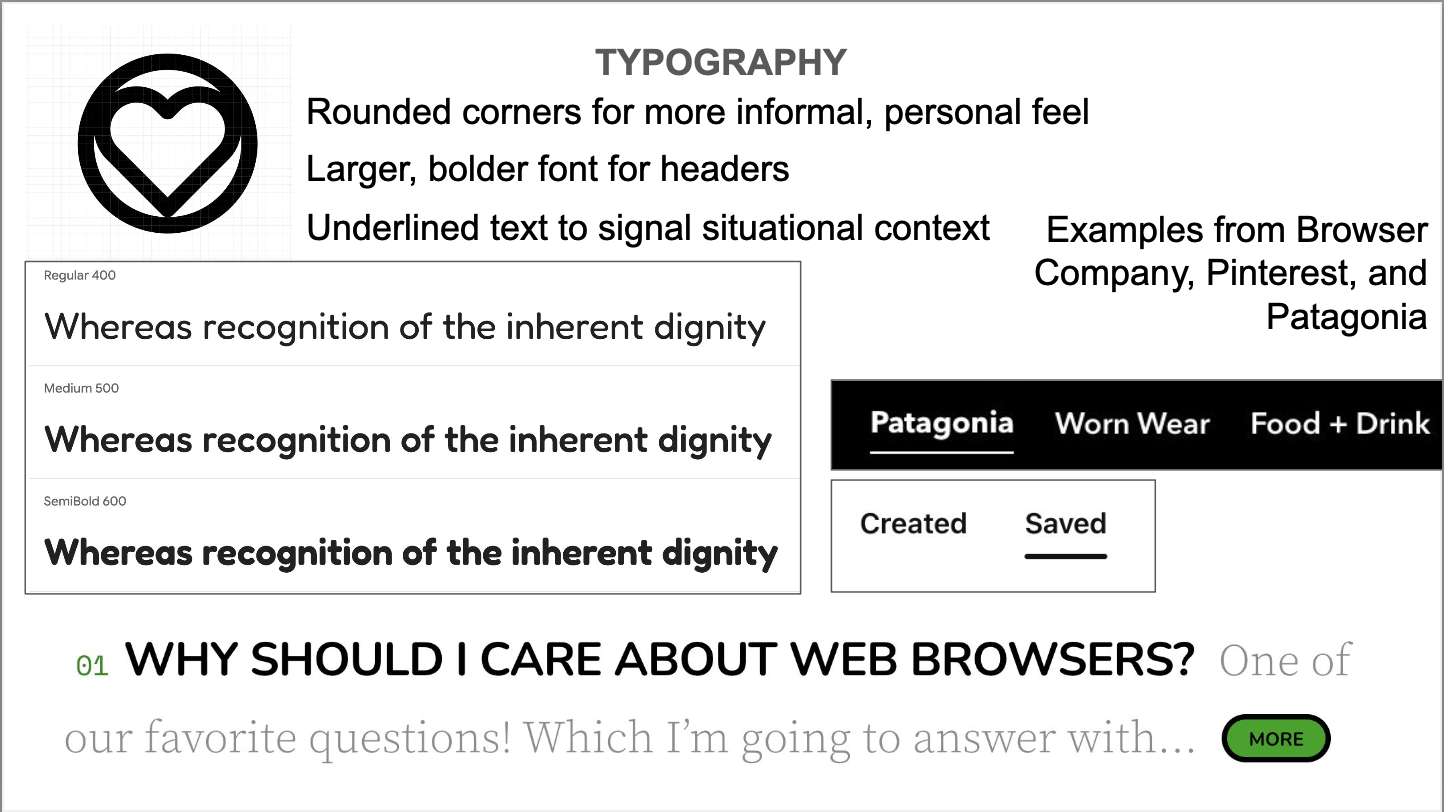 TYPOGRAPHY
Rounded corners for more informal, personal feel
Larger, bolder font for headers
Underlined text to signal situational context
Examples from Browser
Company, Pinterest, and
Patagonia
Regular 400
Whereas recognition of the inherent dignity
Medium 500
Whereas recognition of the inherent dignity
SemiBold 600
Whereas recognition of the inherent dignity
Patagonia Worn Wear Food + Drink
Created Saved
01 WHY SHOULD I CARE ABOUT WEB BROWSERS? One of
our favorite questions! Which I’m going to answer with... MORE